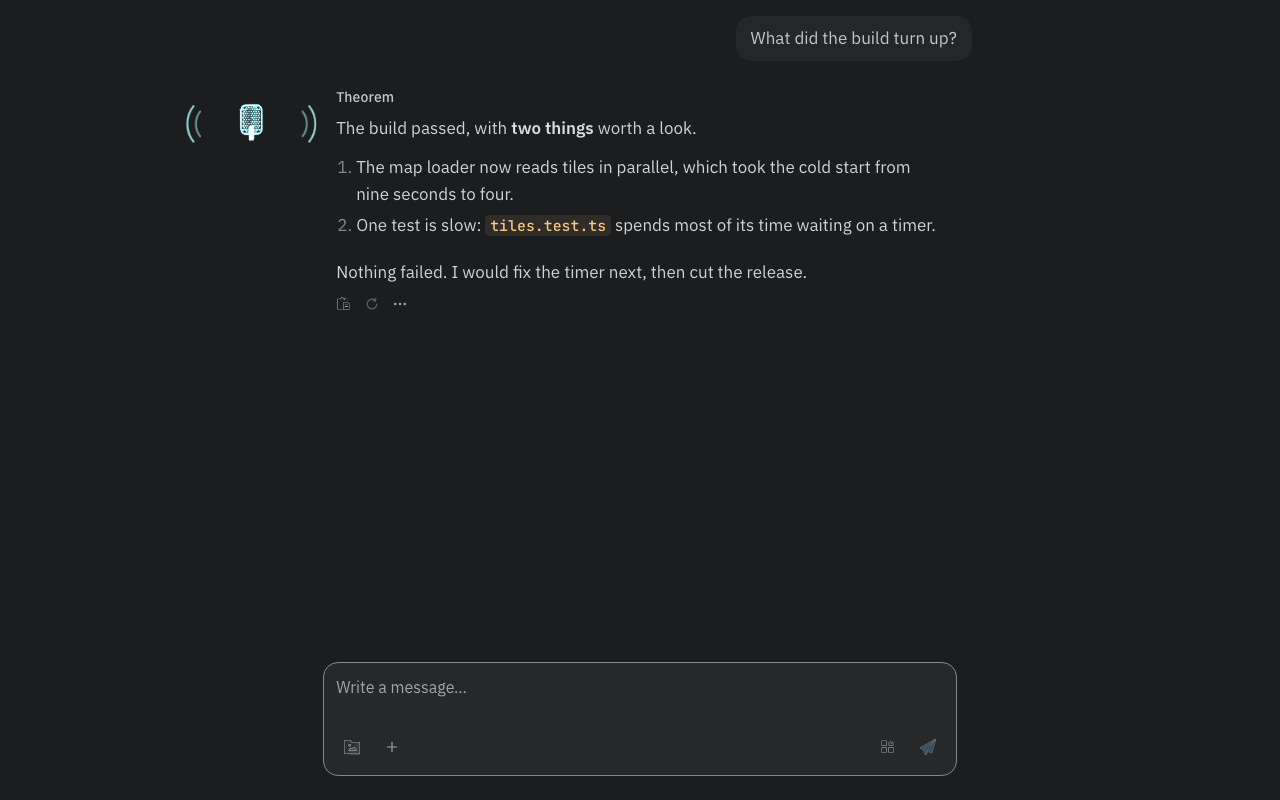 What did the build turn up?
Theorem
The build passed, with two things worth a look.
1. The map loader now reads tiles in parallel, which took the cold start from
nine seconds to four.
2. One test is slow: tiles.test.ts spends most of its time waiting on a timer.
Nothing failed. I would fix the timer next, then cut the release.
Write a message...